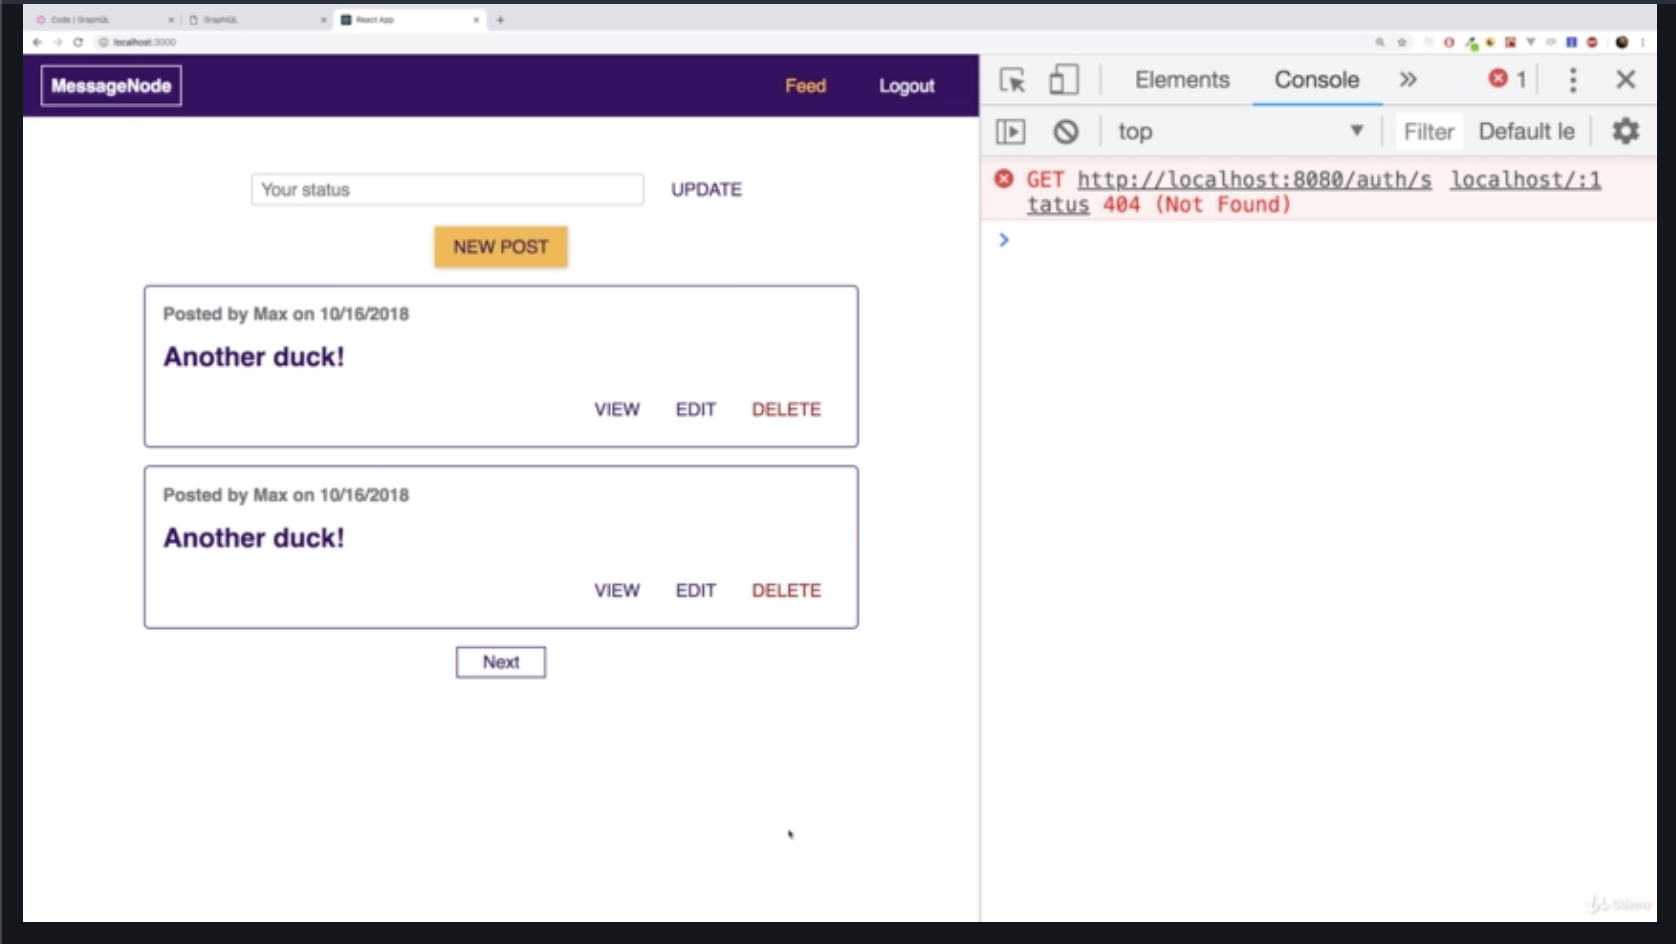 Code | GraphQL
GraphiQL
React App
localhost:3000
MessageNode
Feed
Logout
Your status
UPDATE
NEW POST
Posted by Max on 10/16/2018
Another duck!
VIEW EDIT DELETE
Posted by Max on 10/16/2018
Another duck!
VIEW EDIT DELETE
Next
Elements Console » 1
top Filter Default le
GET http://localhost:8080/auth/s localhost/:1
tatus 404 (Not Found)
Udemy